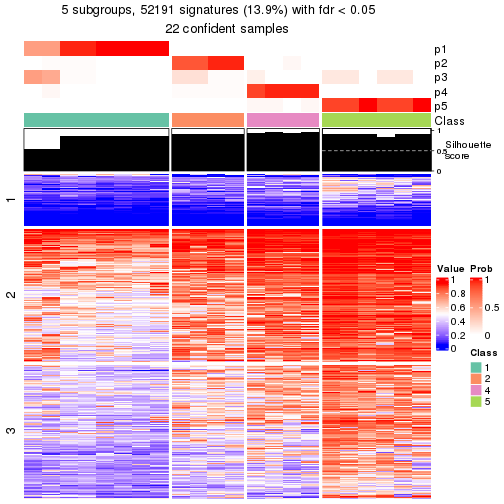 5 subgroups, 52191 signatures (13.9%) with fdr < 0.05
22 confident samples
p1
p2
p3
p4
p5
Class
1
0.5
0
Silhouette
score
1
2
3
Value
1
0.8
0.6
0.4
0.2
0
Prob
1
0.5
0
Class
1
2
4
5